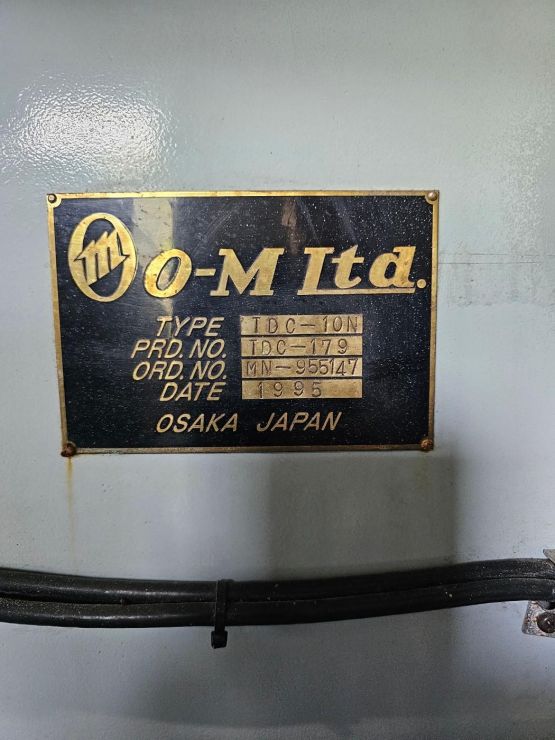 m O-M Ltd.
TYPE TDC-10N
PRD. NO. TDC-179
ORD. NO. MN-955147
DATE 1995
OSAKA JAPAN